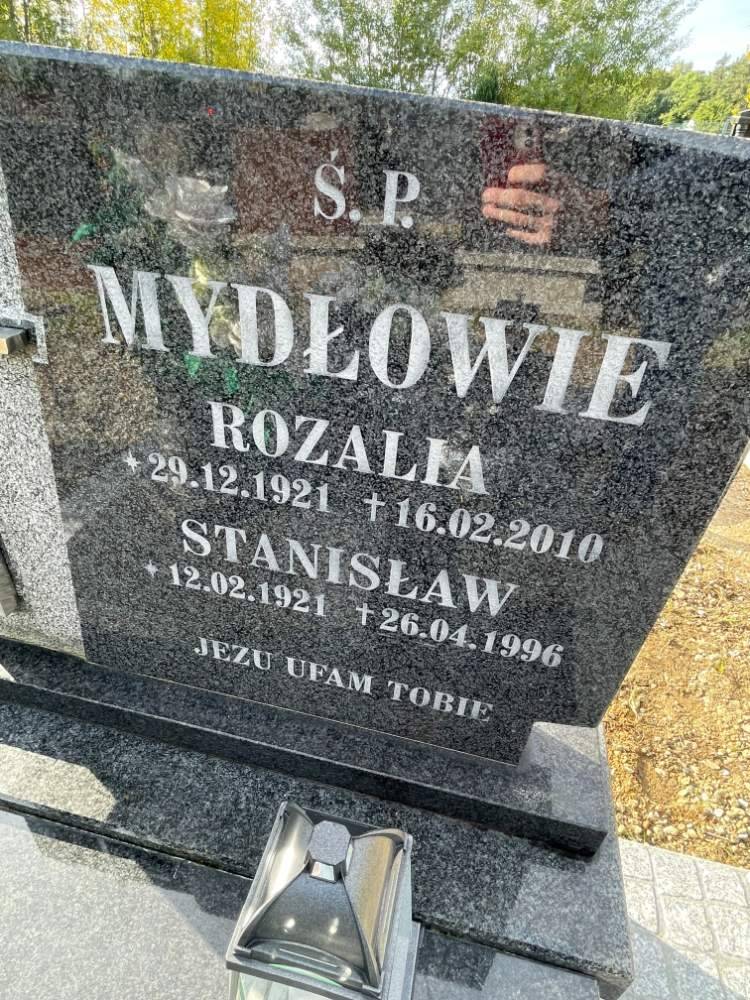 Ś. P.
MYDŁOWIE
ROZALIA
*29.12.1921 †16.02.2010
STANISŁAW
*12.02.1921 †26.04.1996
JEZU UFAM TOBIE